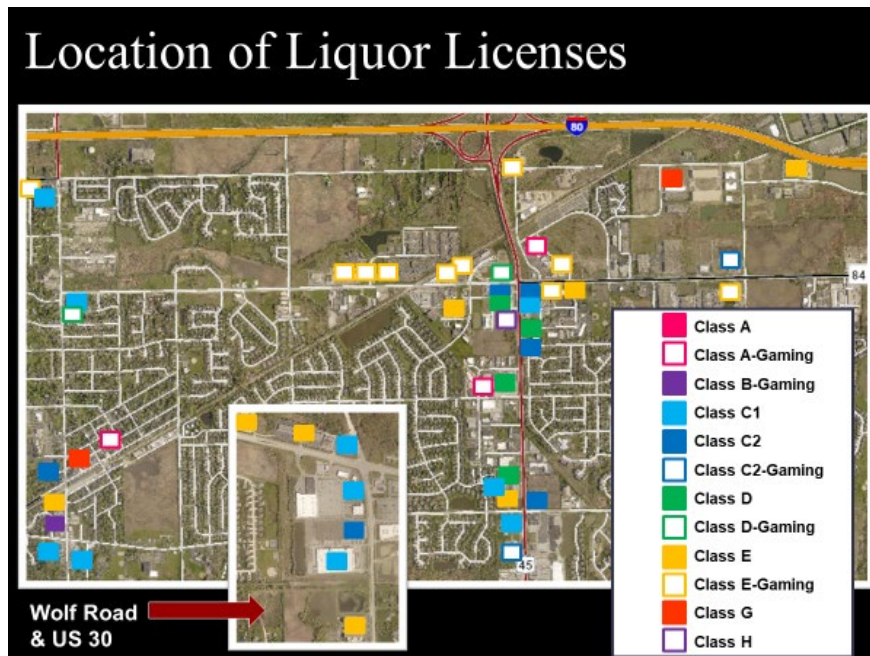 Location of Liquor Licenses
80
84
Class A
Class A-Gaming
Class B-Gaming
Class C1
Class C2
Class C2-Gaming
Class D
Class D-Gaming
Class E
Class E-Gaming
Class G
Class H
45
Wolf Road
& US 30